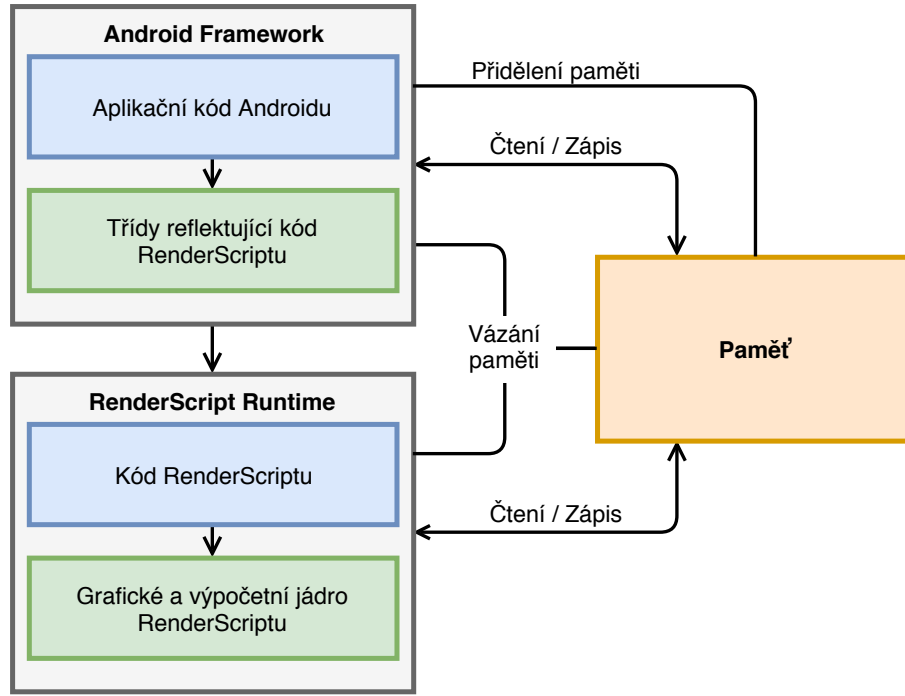 Android Framework
Aplikační kód Androidu
Třídy reflektující kód
RenderScriptu
Přidělení paměti
Čtení / Zápis
Vázání
paměti
Paměť
RenderScript Runtime
Kód RenderScriptu
Čtení / Zápis
Grafické a výpočetní jádro
RenderScriptu